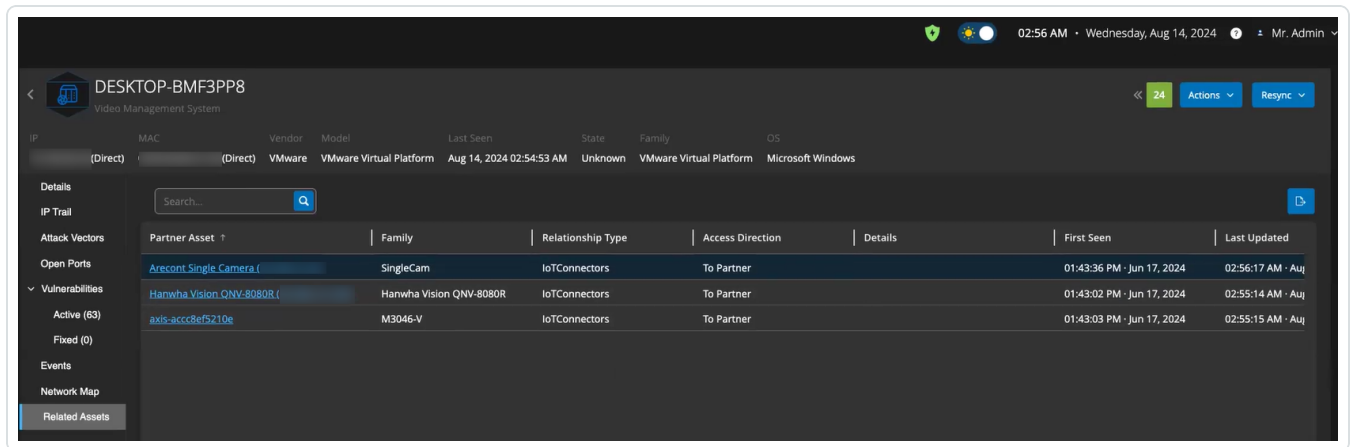 02:56 AM · Wednesday, Aug 14, 2024 ? Mr. Admin
DESKTOP-BMF3PP8
Video Management System
24 Actions Resync
IP MAC Vendor Model Last Seen State Family OS
(Direct) (Direct) VMware VMware Virtual Platform Aug 14, 2024 02:54:53 AM Unknown VMware Virtual Platform Microsoft Windows
Details
IP Trail
Attack Vectors
Open Ports
Vulnerabilities
Active (63)
Fixed (0)
Events
Network Map
Related Assets
Search...
Partner Asset ↑ Family Relationship Type Access Direction Details First Seen Last Updated
Arecont Single Camera ( SingleCam IoTConnectors To Partner 01:43:36 PM · Jun 17, 2024 02:56:17 AM · Aug
Hanwha Vision QNV-8080R ( Hanwha Vision QNV-8080R IoTConnectors To Partner 01:43:02 PM · Jun 17, 2024 02:55:14 AM · Aug
axis-accc8ef5210e M3046-V IoTConnectors To Partner 01:43:03 PM · Jun 17, 2024 02:55:15 AM · Aug